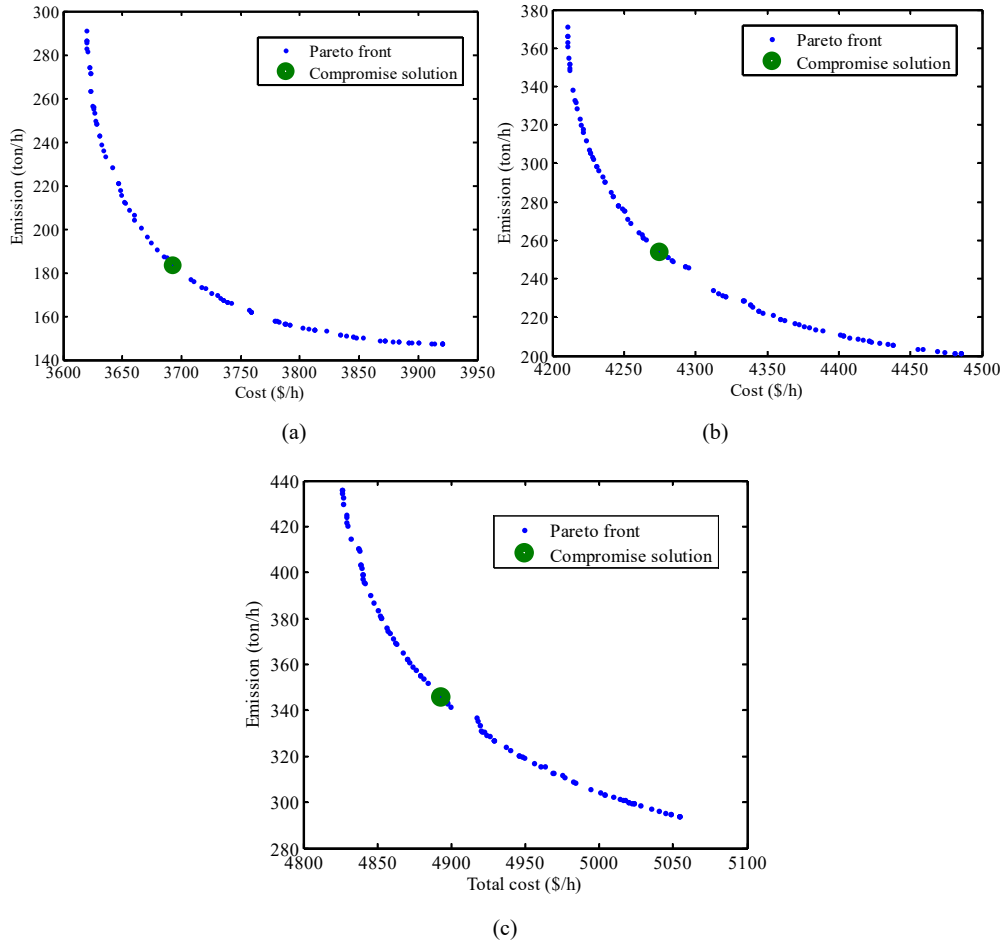 300
280
260
240
220
200
180
160
140
Emission (ton/h)
Pareto front
Compromise solution
3600 3650 3700 3750 3800 3850 3900 3950
Cost ($/h)
(a)
380
360
340
320
300
280
260
240
220
200
Emission (ton/h)
Pareto front
Compromise solution
4200 4250 4300 4350 4400 4450 4500
Cost ($/h)
(b)
440
420
400
380
360
340
320
300
280
Emission (ton/h)
Pareto front
Compromise solution
4800 4850 4900 4950 5000 5050 5100
Total cost ($/h)
(c)